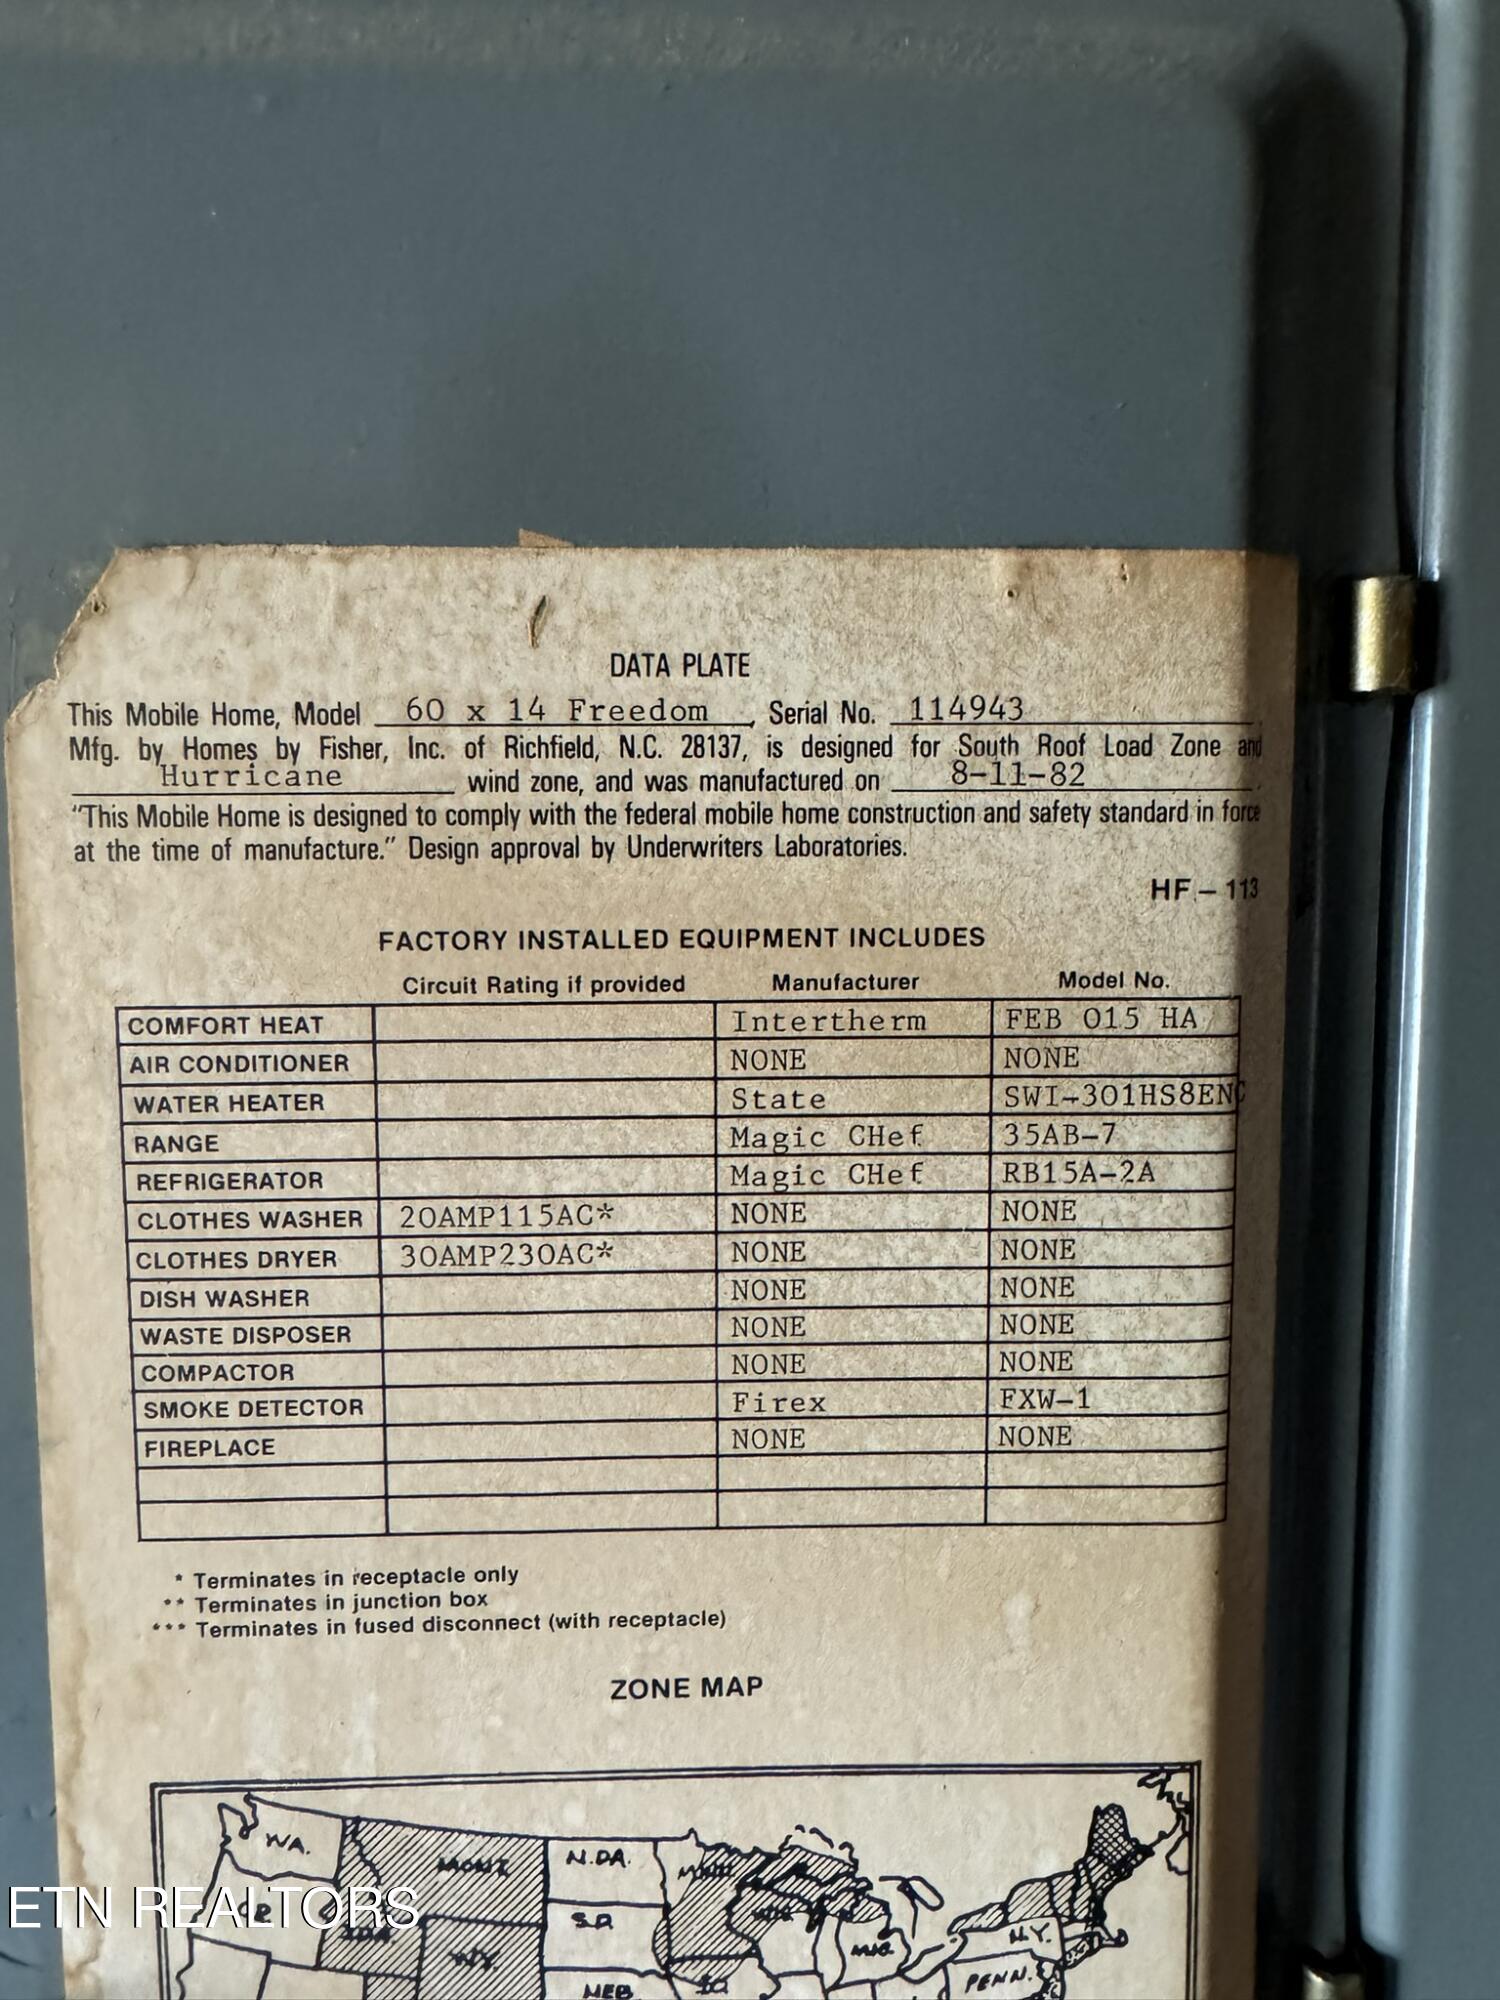 DATA PLATE
This Mobile Home, Model 60 x 14 Freedom, Serial No. 114943.
Mfg. by Homes by Fisher, Inc. of Richfield, N.C. 28137, is designed for South Roof Load Zone and
Hurricane wind zone, and was manufactured on 8-11-82.
"This Mobile Home is designed to comply with the federal mobile home construction and safety standard in force
at the time of manufacture." Design approval by Underwriters Laboratories.
HF - 113
FACTORY INSTALLED EQUIPMENT INCLUDES
Circuit Rating if provided Manufacturer Model No.
COMFORT HEAT Intertherm FEB 015 HA
AIR CONDITIONER NONE NONE
WATER HEATER State SWI-301HS8ENC
RANGE Magic CHef 35AB-7
REFRIGERATOR Magic CHef RB15A-2A
CLOTHES WASHER 20AMP115AC* NONE NONE
CLOTHES DRYER 30AMP230AC* NONE NONE
DISH WASHER NONE NONE
WASTE DISPOSER NONE NONE
COMPACTOR NONE NONE
SMOKE DETECTOR Firex FXW-1
FIREPLACE NONE NONE
* Terminates in receptacle only
** Terminates in junction box
*** Terminates in fused disconnect (with receptacle)
ZONE MAP
WA. MONT N.DA. MINN
OR IDA. WY. S.D. WIS MIG. N.Y.
NEB IO. PENN.
ETN REALTORS